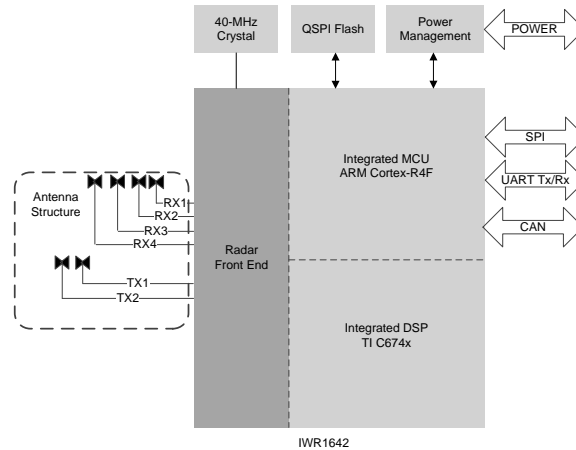 40-MHz
Crystal
QSPI Flash
Power
Management
POWER
Integrated MCU
ARM Cortex-R4F
SPI
UART Tx/Rx
CAN
Antenna
Structure
RX1
RX2
RX3
RX4
Radar
Front End
TX1
TX2
Integrated DSP
TI C674x
IWR1642